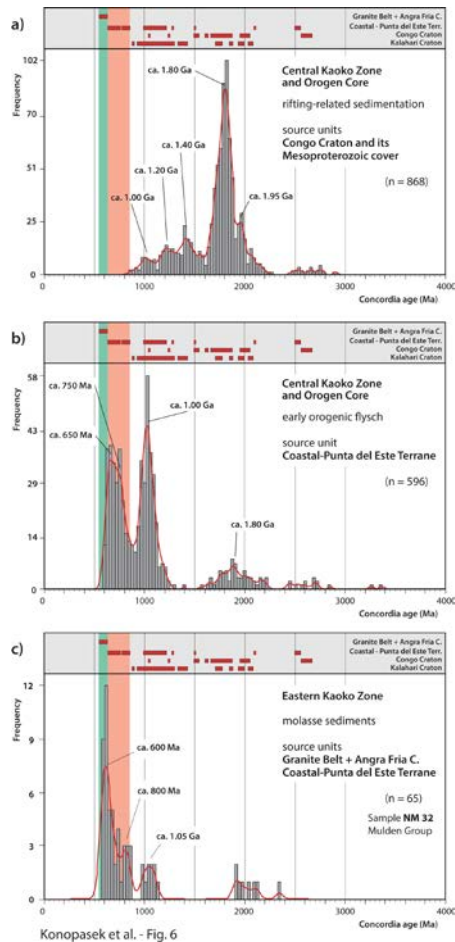 a)
Granite Belt + Angra Fria C.
Coastal - Punta del Este Terr.
Congo Craton
Kalahari Craton
Frequency
102
70
51
25
0
ca. 1.80 Ga
ca. 1.40 Ga
ca. 1.20 Ga
ca. 1.00 Ga
ca. 1.95 Ga
Central Kaoko Zone
and Orogen Core
rifting-related sedimentation
source units
Congo Craton and its
Mesoproterozoic cover
(n = 868)
0 1000 2000 3000 4000
Concordia age (Ma)
b)
Granite Belt + Angra Fria C.
Coastal - Punta del Este Terr.
Congo Craton
Kalahari Craton
Frequency
58
43
29
14
0
ca. 750 Ma
ca. 650 Ma
ca. 1.00 Ga
ca. 1.80 Ga
Central Kaoko Zone
and Orogen Core
early orogenic flysch
source unit
Coastal-Punta del Este Terrane
(n = 596)
0 1000 2000 3000 4000
Concordia age (Ma)
c)
Granite Belt + Angra Fria C.
Coastal - Punta del Este Terr.
Congo Craton
Kalahari Craton
Frequency
12
9
6
3
0
ca. 600 Ma
ca. 800 Ma
ca. 1.05 Ga
Eastern Kaoko Zone
molasse sediments
source units
Granite Belt + Angra Fria C.
Coastal-Punta del Este Terrane
(n = 65)
Sample NM 32
Mulden Group
0 1000 2000 3000 4000
Concordia age (Ma)
Konopasek et al. - Fig. 6